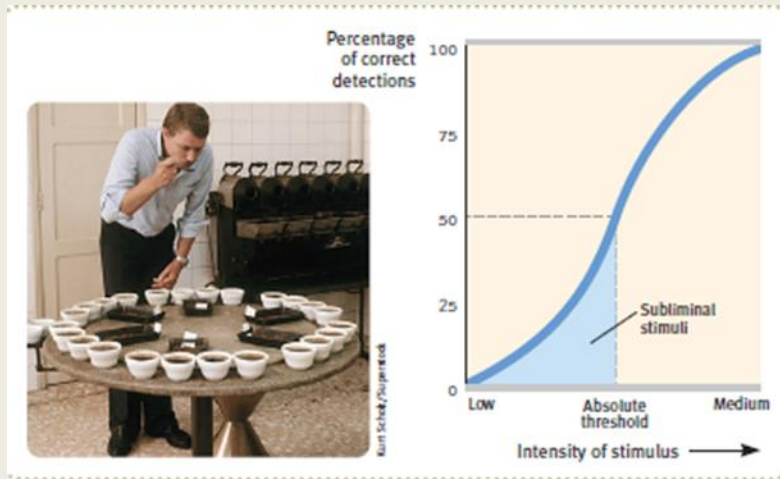 Percentage
of correct
detections
100
75
50
25
0
Subliminal
stimuli
Low
Absolute
threshold
Medium
Intensity of stimulus
Kurt Scholz/Superstock